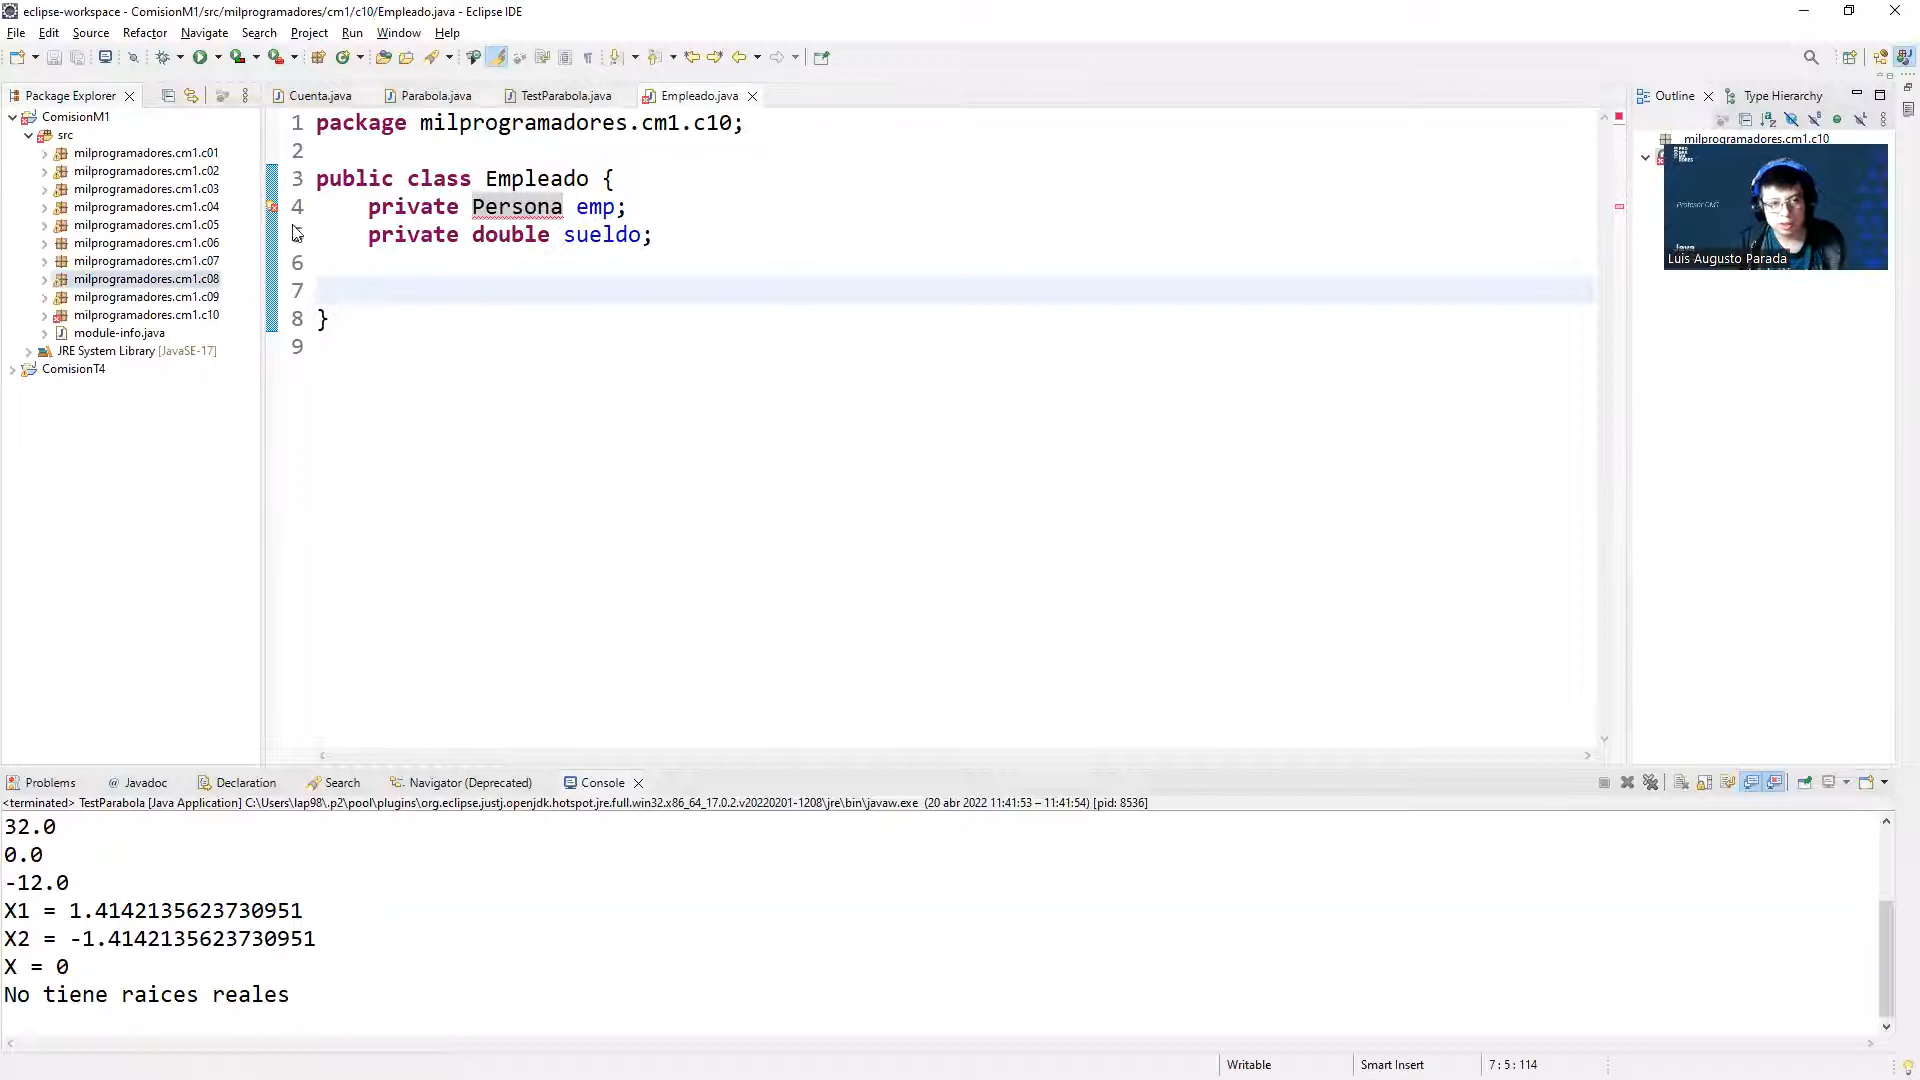 eclipse-workspace - ComisionM1/src/milprogramadores/cm1/c10/Empleado.java - Eclipse IDE
File Edit Source Refactor Navigate Search Project Run Window Help
Package Explorer
ComisionM1
src
milprogramadores.cm1.c01
milprogramadores.cm1.c02
milprogramadores.cm1.c03
milprogramadores.cm1.c04
milprogramadores.cm1.c05
milprogramadores.cm1.c06
milprogramadores.cm1.c07
milprogramadores.cm1.c08
milprogramadores.cm1.c09
milprogramadores.cm1.c10
module-info.java
JRE System Library [JavaSE-17]
ComisionT4
Cuenta.java Parabola.java TestParabola.java Empleado.java
1 package milprogramadores.cm1.c10;
2
3 public class Empleado {
4 private Persona emp;
private double sueldo;
6
7
8 }
9
Outline Type Hierarchy
milprogramadores.cm1.c10
Luis Augusto Parada
Problems Javadoc Declaration Search Navigator (Deprecated) Console
<terminated> TestParabola [Java Application] C:\Users\lap98\.p2\pool\plugins\org.eclipse.justj.openjdk.hotspot.jre.full.win32.x86_64_17.0.2.v20220201-1208\jre\bin\javaw.exe (20 abr 2022 11:41:53 – 11:41:54) [pid: 8536]
32.0
0.0
-12.0
X1 = 1.4142135623730951
X2 = -1.4142135623730951
X = 0
No tiene raices reales
Writable Smart Insert 7 : 5 : 114